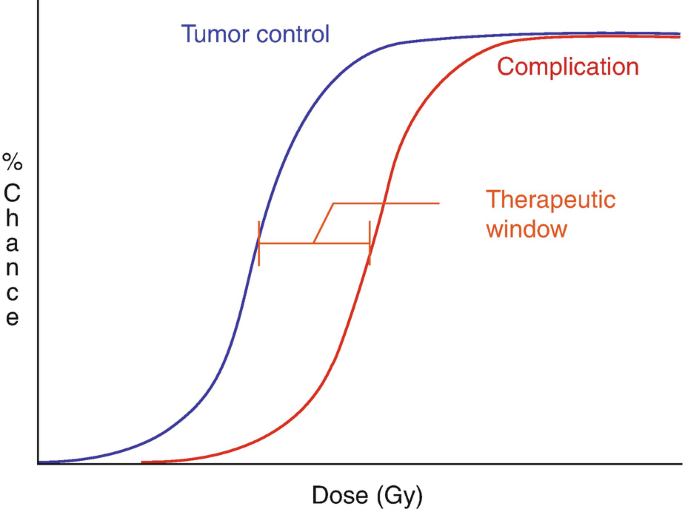 Tumor control
Complication
%
C
h
a
n
c
e
Therapeutic
window
Dose (Gy)